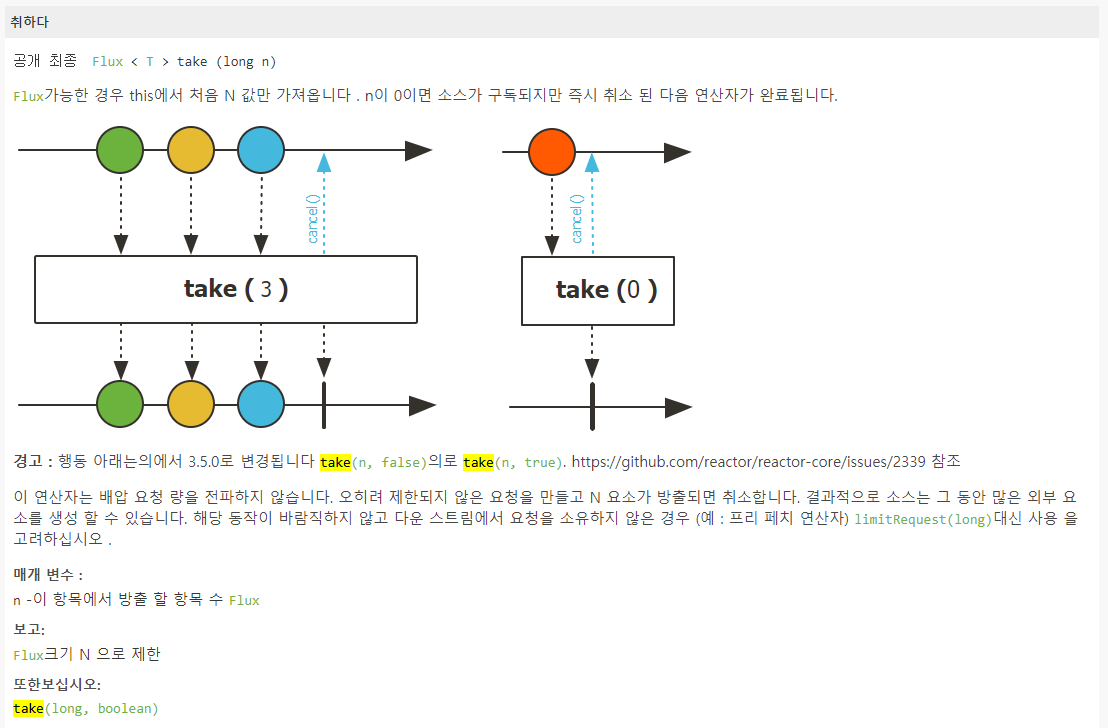 취하다
공개 최종 Flux < T > take (long n)
Flux가능한 경우 this에서 처음 N 값만 가져옵니다 . n이 0이면 소스가 구독되지만 즉시 취소 된 다음 연산자가 완료됩니다.
cancel()
cancel()
take ( 3 )
take (0 )
경고 : 행동 아래는의에서 3.5.0로 변경됩니다 take(n, false)의로 take(n, true). https://github.com/reactor/reactor-core/issues/2339 참조
이 연산자는 배압 요청 량을 전파하지 않습니다. 오히려 제한되지 않은 요청을 만들고 N 요소가 방출되면 취소합니다. 결과적으로 소스는 그 동안 많은 외부 요
소를 생성 할 수 있습니다. 해당 동작이 바람직하지 않고 다운 스트림에서 요청을 소유하지 않은 경우 (예 : 프리 페치 연산자) limitRequest(long)대신 사용 을
고려하십시오 .
매개 변수 :
n -이 항목에서 방출 할 항목 수 Flux
보고:
Flux크기 N 으로 제한
또한보십시오:
take(long, boolean)